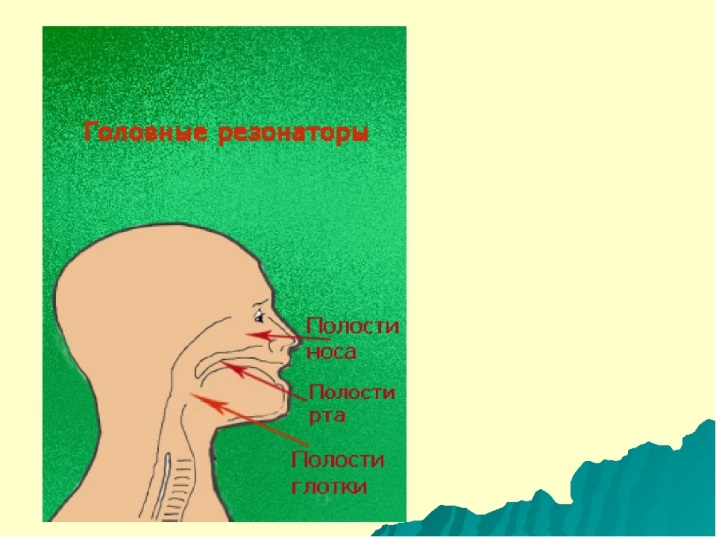 Головные резонаторы
Полости
носа
Полости
рта
Полости
глотки